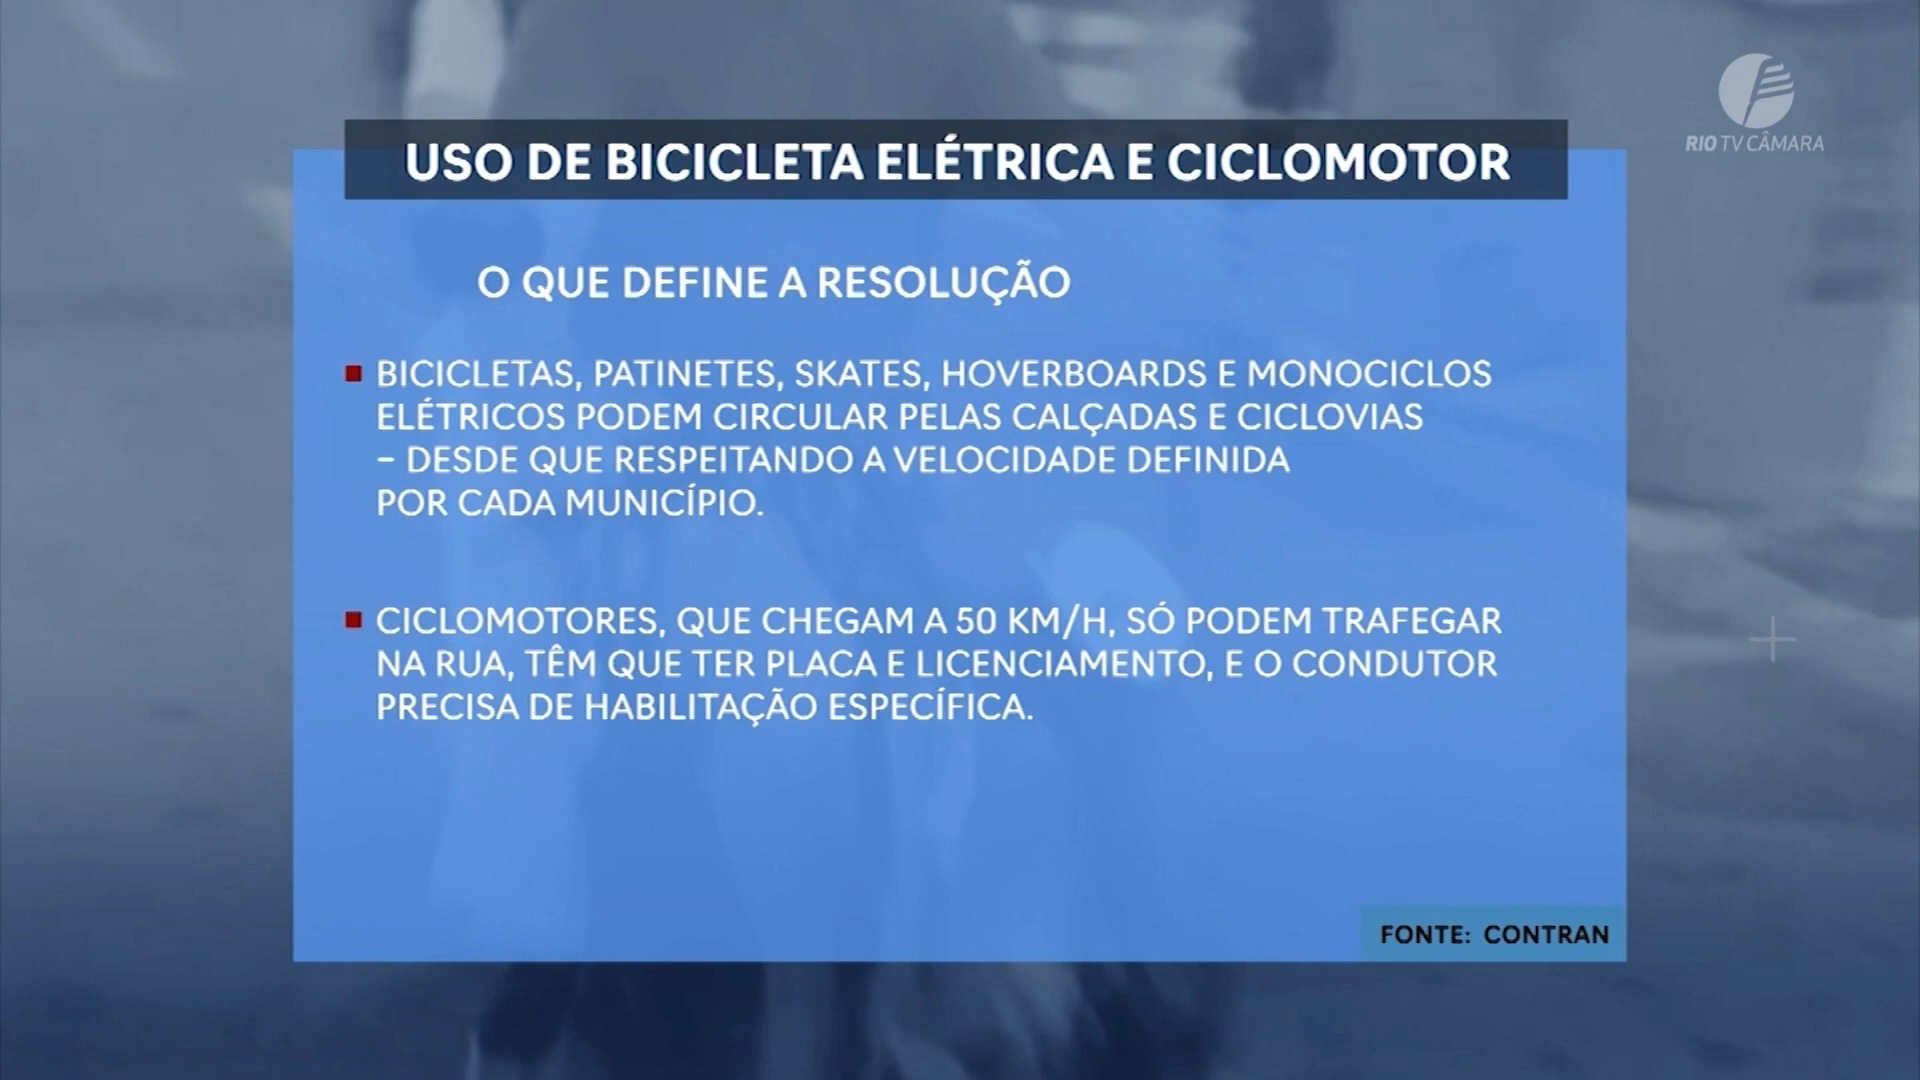 RIO TV CÂMARA
USO DE BICICLETA ELÉTRICA E CICLOMOTOR
O QUE DEFINE A RESOLUÇÃO
BICICLETAS, PATINETES, SKATES, HOVERBOARDS E MONOCICLOS
ELÉTRICOS PODEM CIRCULAR PELAS CALÇADAS E CICLOVIAS
– DESDE QUE RESPEITANDO A VELOCIDADE DEFINIDA
POR CADA MUNICÍPIO.
CICLOMOTORES, QUE CHEGAM A 50 KM/H, SÓ PODEM TRAFEGAR
NA RUA, TÊM QUE TER PLACA E LICENCIAMENTO, E O CONDUTOR
PRECISA DE HABILITAÇÃO ESPECÍFICA.
FONTE: CONTRAN